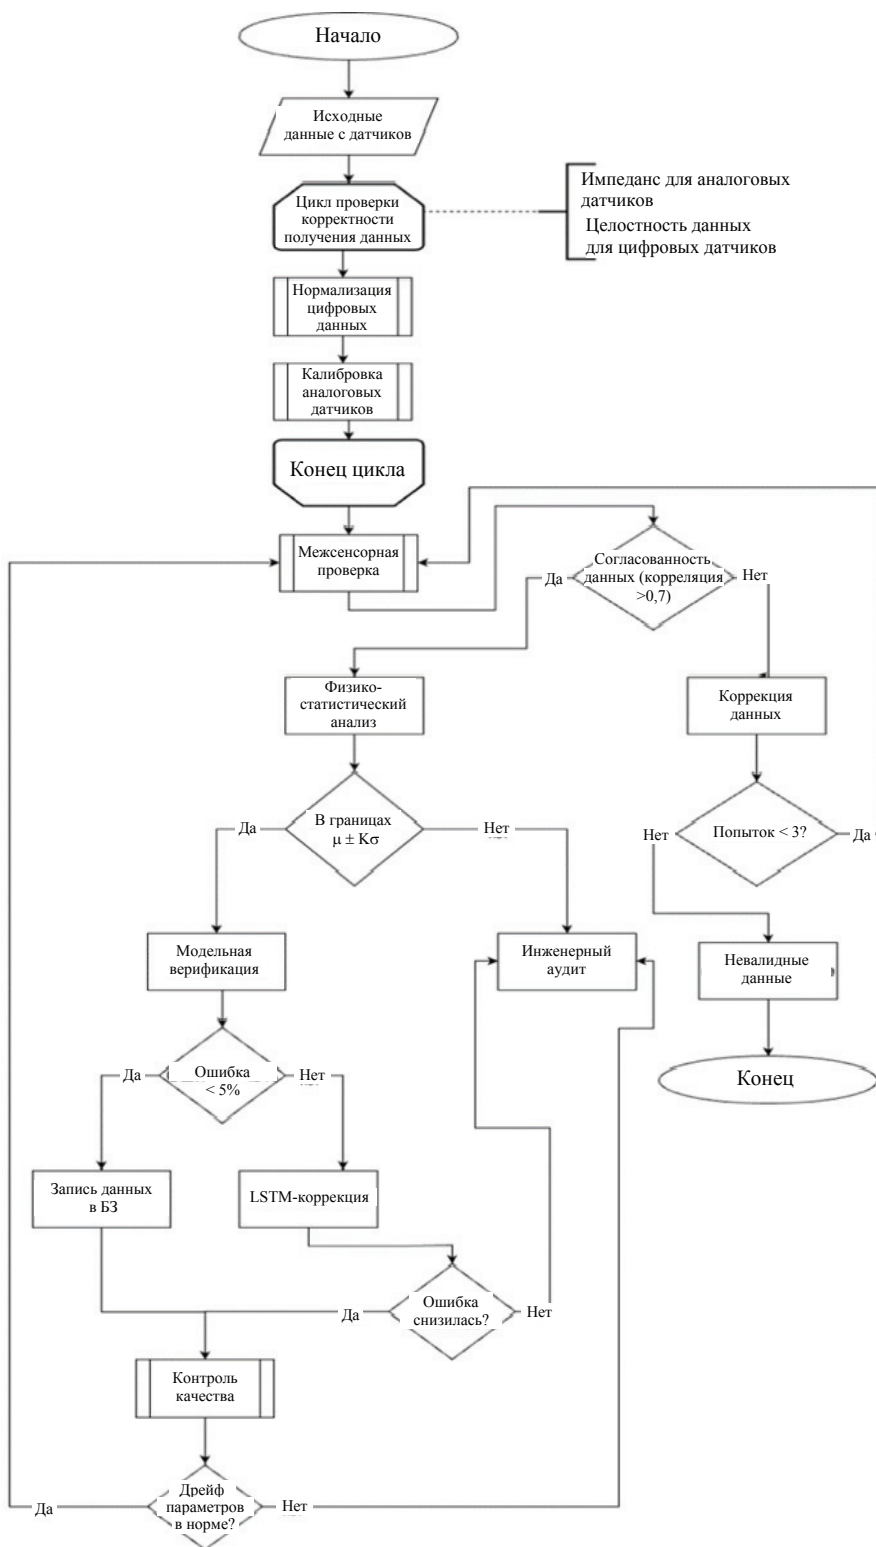 Начало
Исходные
данные с датчиков
Цикл проверки
корректности
получения данных
Импеданс для аналоговых
датчиков
Целостность данных
для цифровых датчиков
Нормализация
цифровых
данных
Калибровка
аналоговых
датчиков
Конец цикла
Межсенсорная
проверка
Согласованность
данных (корреляция
>0,7)
Да
Нет
Физико-
статистический
анализ
Коррекция
данных
В границах
μ ± Kσ
Да
Нет
Попыток < 3?
Нет
Да
Модельная
верификация
Инженерный
аудит
Невалидные
данные
Ошибка
< 5%
Да
Нет
Конец
Запись данных
в БЗ
LSTM-коррекция
Ошибка
снизилась?
Да
Нет
Контроль
качества
Дрейф
параметров
в норме?
Да
Нет